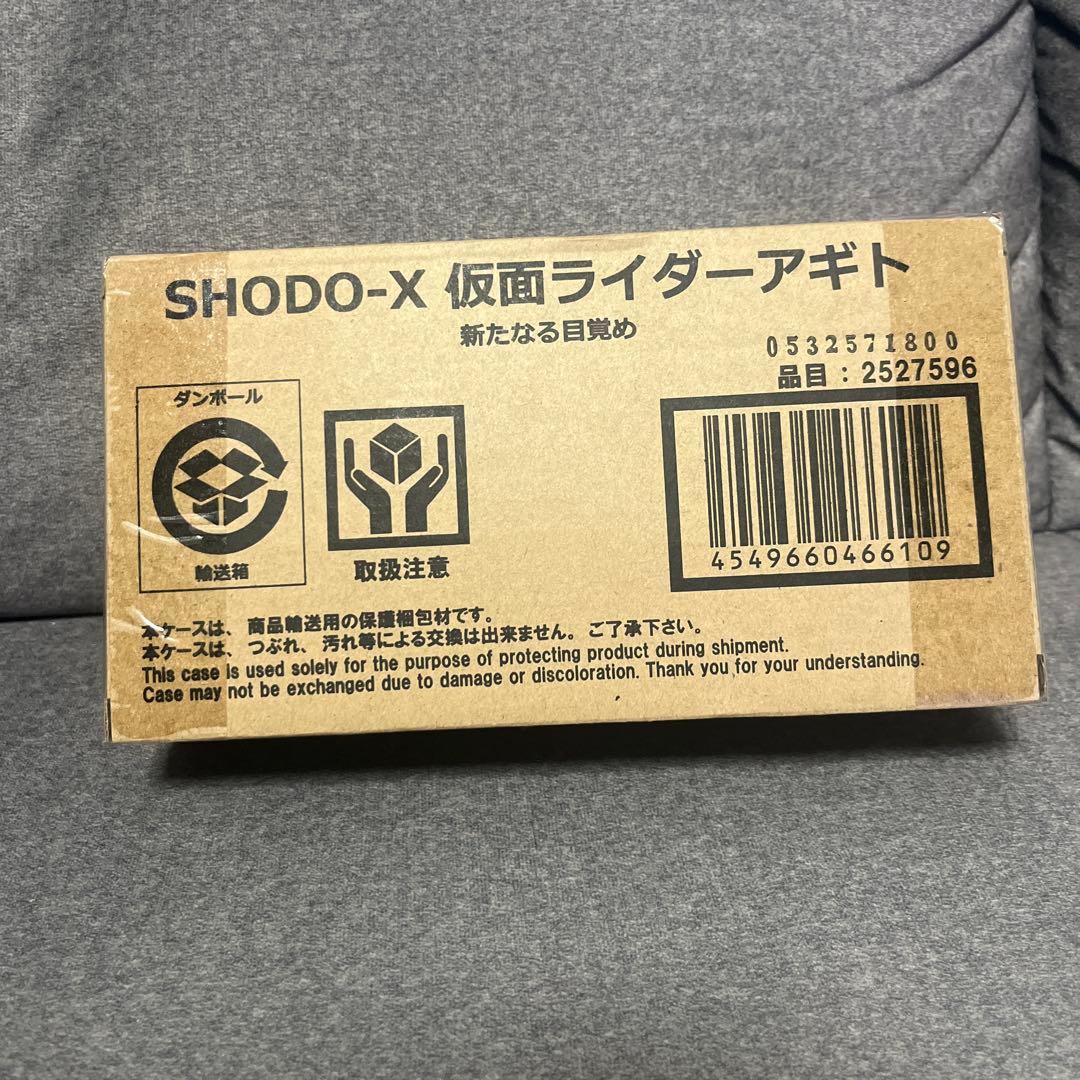 SHODO-X 仮面ライダーアギト
新たなる目覚め
0532571800
品目：2527596
ダンボール
輸送箱
取扱注意
4549660466109
本ケースは、商品輸送用の保護梱包材です。
本ケースは、つぶれ、汚れ等による交換は出来ません。ご了承下さい。
This case is used solely for the purpose of protecting product during shipment.
Case may not be exchanged due to damage or discoloration. Thank you for your understanding.